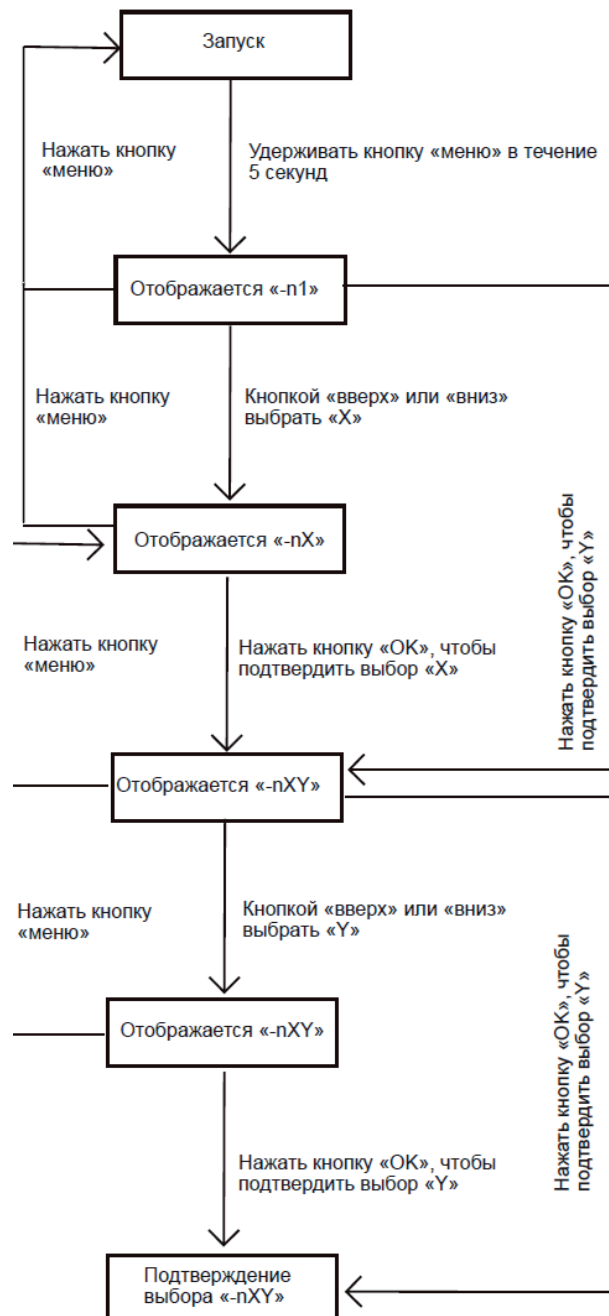 Запуск
Нажать кнопку
«меню»
Удерживать кнопку «меню» в течение
5 секунд
Отображается «-n1»
Нажать кнопку
«меню»
Кнопкой «вверх» или «вниз»
выбрать «X»
Отображается «-nX»
Нажать кнопку
«меню»
Нажать кнопку «OK», чтобы
подтвердить выбор «X»
Нажать кнопку «OK», чтобы
подтвердить выбор «Y»
Отображается «-nXY»
Нажать кнопку
«меню»
Кнопкой «вверх» или «вниз»
выбрать «Y»
Отображается «-nXY»
Нажать кнопку «OK», чтобы
подтвердить выбор «Y»
Нажать кнопку «OK», чтобы
подтвердить выбор «Y»
Подтверждение
выбора «-nXY»